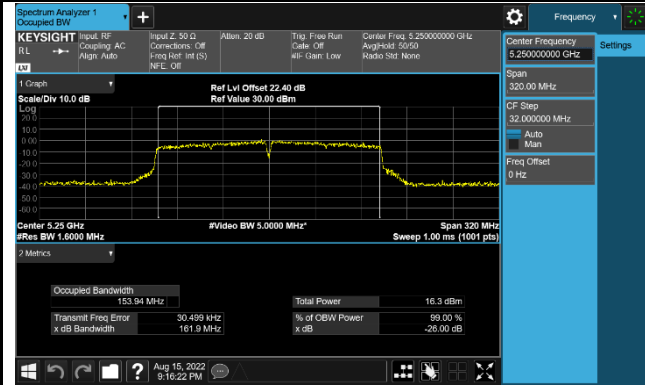 Spectrum Analyzer 1
Occupied BW
Frequency
KEYSIGHT
Input: RF
RL
Coupling: AC
Align: Auto
Input Z: 50 Ω
Corrections: Off
Freq Ref: Int (S)
NFE: Off
Atten: 20 dB
Trig: Free Run
Gate: Off
#IF Gain: Low
Center Freq: 5.250000000 GHz
Avg|Hold: 50/50
Radio Std: None
LXI
1 Graph
Scale/Div 10.0 dB
Ref Lvl Offset 22.40 dB
Ref Value 30.00 dBm
Log
20.0
10.0
0.00
-10.0
-20.0
-30.0
-40.0
-50.0
-60.0
Center 5.25 GHz
#Res BW 1.6000 MHz
#Video BW 5.0000 MHz*
Span 320 MHz
Sweep 1.00 ms (1001 pts)
2 Metrics
Occupied Bandwidth
153.94 MHz
Total Power 16.3 dBm
Transmit Freq Error 30.499 kHz
% of OBW Power 99.00 %
x dB Bandwidth 161.9 MHz
x dB -26.00 dB
Center Frequency
5.250000000 GHz
Settings
Span
320.00 MHz
CF Step
32.000000 MHz
Auto
Man
Freq Offset
0 Hz
Aug 15, 2022
9:16:22 PM